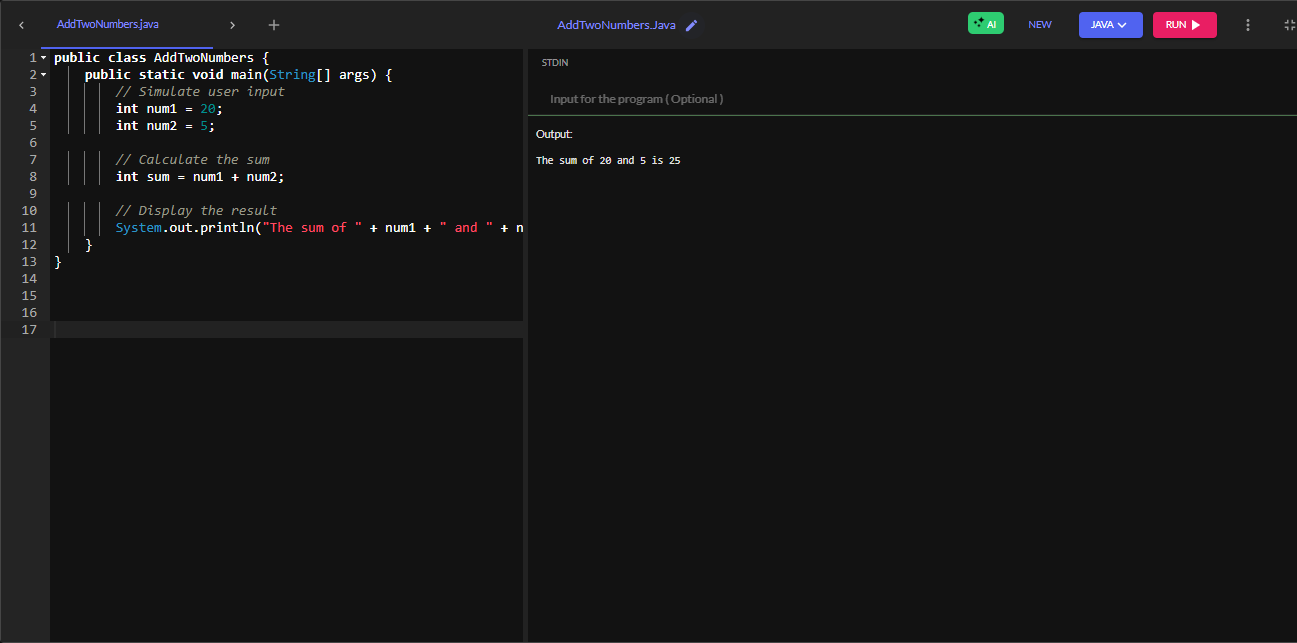 AddTwoNumbers.java
AddTwoNumbers.Java
AI
NEW
JAVA
RUN
1 public class AddTwoNumbers {
2 public static void main(String[] args) {
3 // Simulate user input
4 int num1 = 20;
5 int num2 = 5;
6
7 // Calculate the sum
8 int sum = num1 + num2;
9
10 // Display the result
11 System.out.println("The sum of " + num1 + " and " + n
12 }
13 }
14
15
16
17
STDIN
Input for the program ( Optional )
Output:
The sum of 20 and 5 is 25